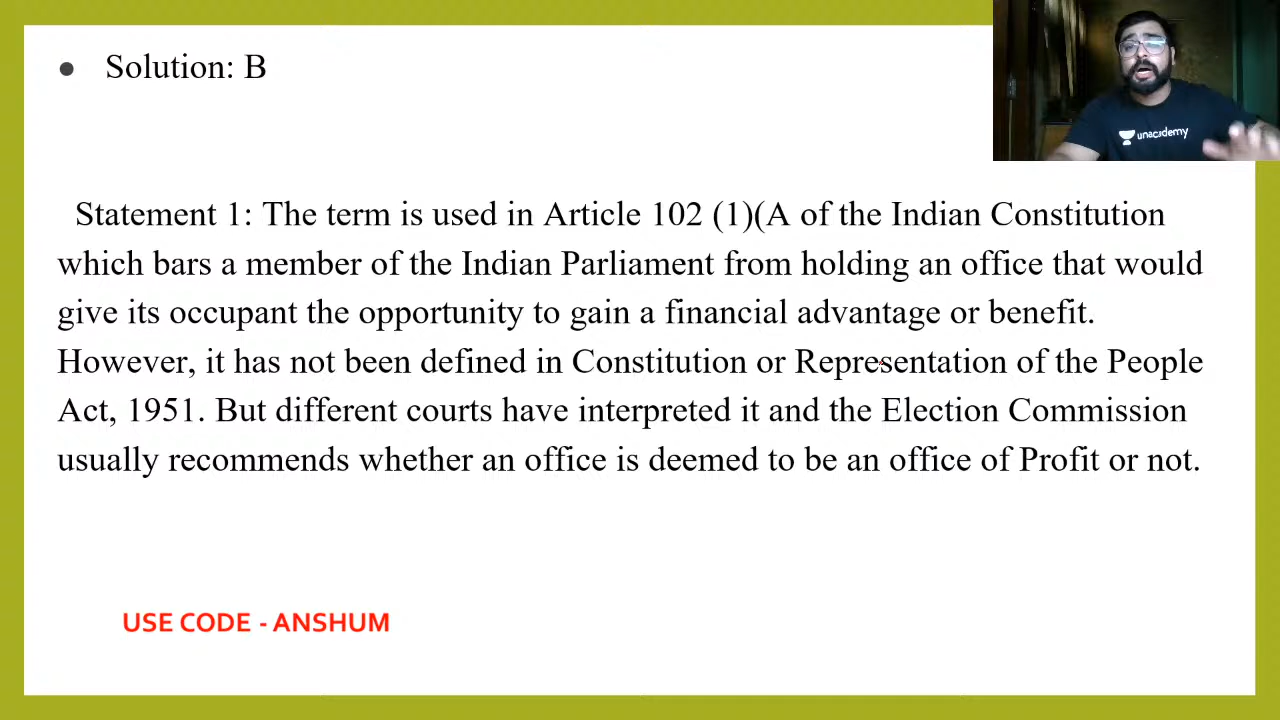 ● Solution: B
unacademy
Statement 1: The term is used in Article 102 (1)(A of the Indian Constitution
which bars a member of the Indian Parliament from holding an office that would
give its occupant the opportunity to gain a financial advantage or benefit.
However, it has not been defined in Constitution or Representation of the People
Act, 1951. But different courts have interpreted it and the Election Commission
usually recommends whether an office is deemed to be an office of Profit or not.
USE CODE - ANSHUM